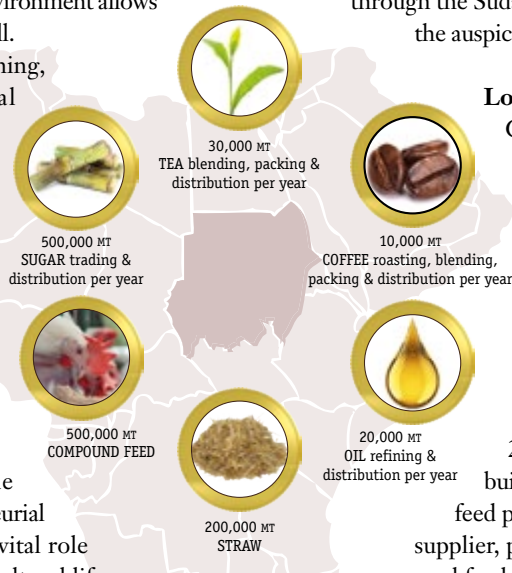 vironment allows
ll.
ning,
al
through the Sud
the auspic
Lo
30,000 MT
TEA blending, packing &
distribution per year
500,000 MT
SUGAR trading &
distribution per year
10,000 MT
COFFEE roasting, blending,
packing & distribution per year
500,000 MT
COMPOUND FEED
20,000 MT
OIL refining &
distribution per year
200,000 MT
STRAW
le
eurial
vital role
bui
feed p
supplier, p